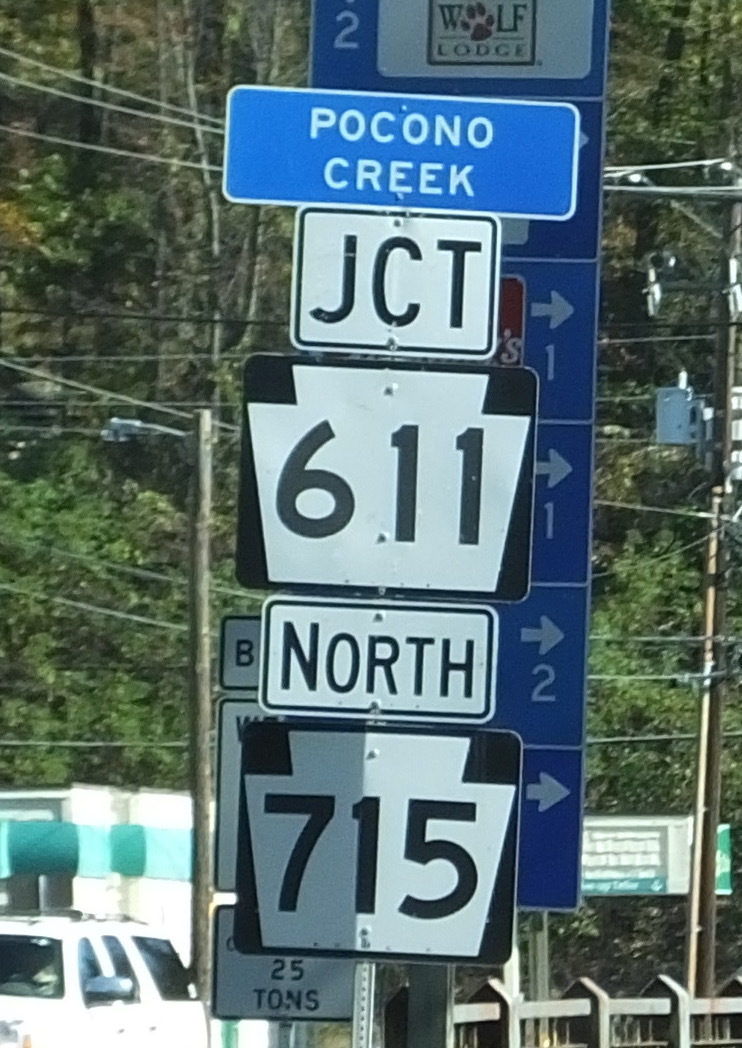 2
WOLF
LODGE
POCONO
CREEK
JCT
's
1
611
1
B
NORTH
2
715
25
TONS